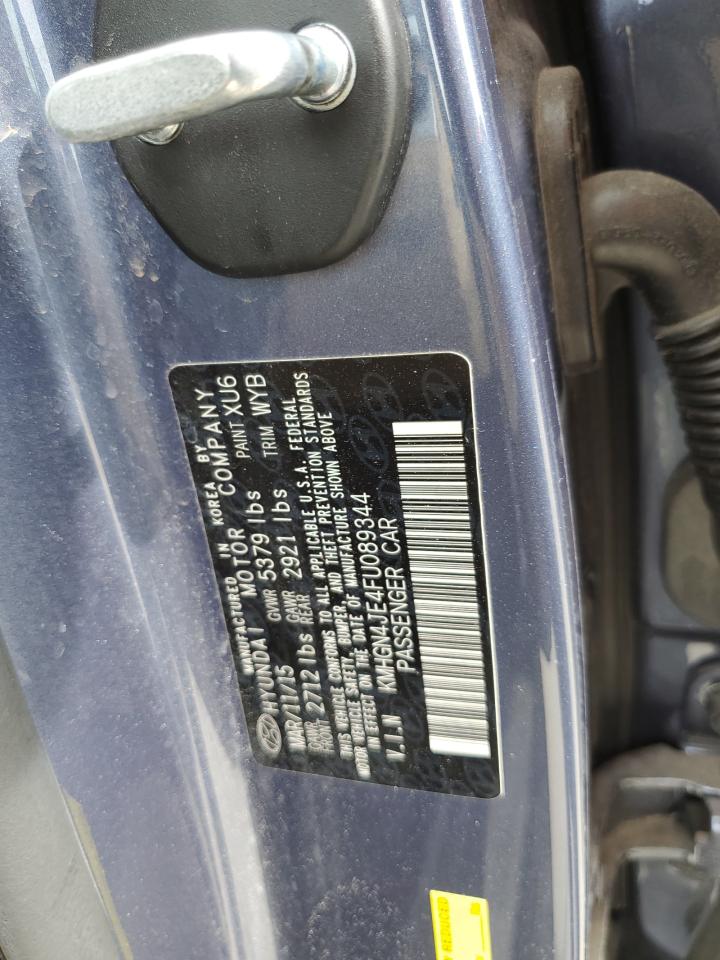 MANUFACTURED IN KOREA BY
HYUNDAI MOTOR COMPANY
MAR/11/15 GVWR 5379 lbs PAINT XU6
GAWR FRONT 2712 lbs GAWR REAR 2921 lbs TRIM WYB
THIS VEHICLE CONFORMS TO ALL APPLICABLE U.S.A. FEDERAL
MOTOR VEHICLE SAFETY, BUMPER, AND THEFT PREVENTION STANDARDS
IN EFFECT ON THE DATE OF MANUFACTURE SHOWN ABOVE
V.I.N KMHGN4JE4FU089344
PASSENGER CAR
REDUCED